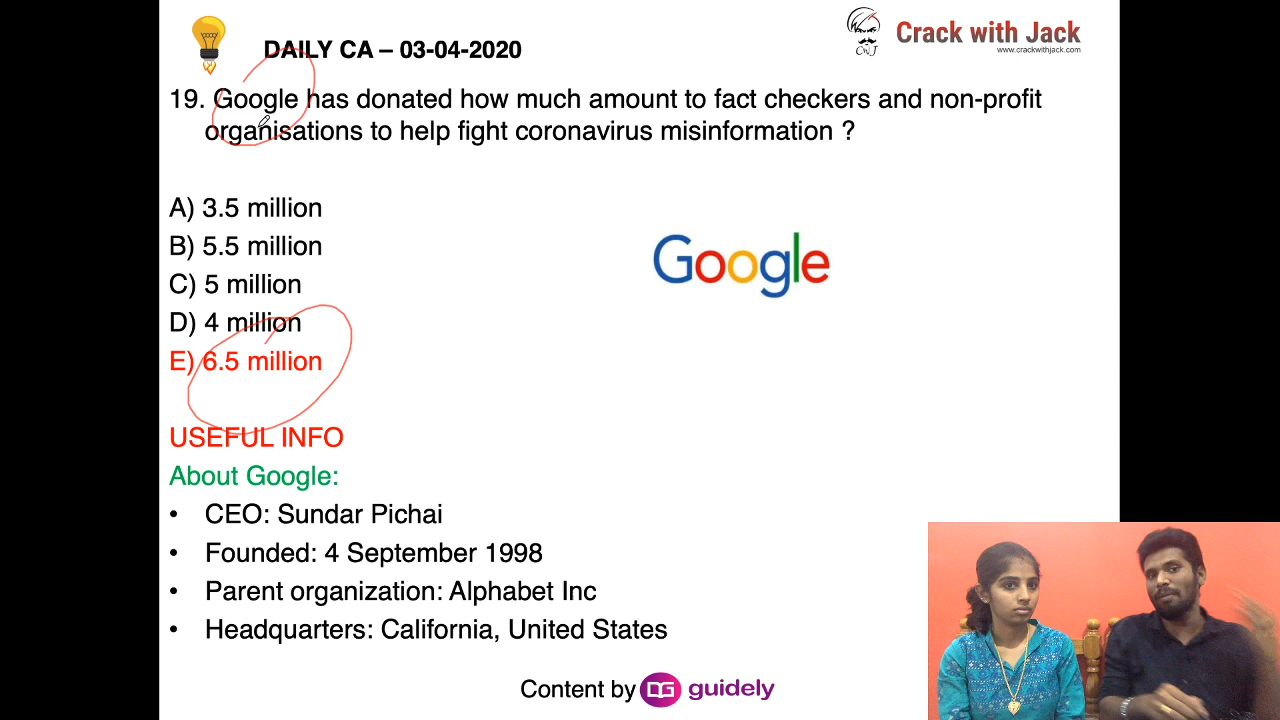 DAILY CA – 03-04-2020
Crack with Jack
www.crackwithjack.com
CWJ
19. Google has donated how much amount to fact checkers and non-profit
organisations to help fight coronavirus misinformation ?
A) 3.5 million
B) 5.5 million
C) 5 million
D) 4 million
E) 6.5 million
Google
USEFUL INFO
About Google:
• CEO: Sundar Pichai
• Founded: 4 September 1998
• Parent organization: Alphabet Inc
• Headquarters: California, United States
Content by DG guidely